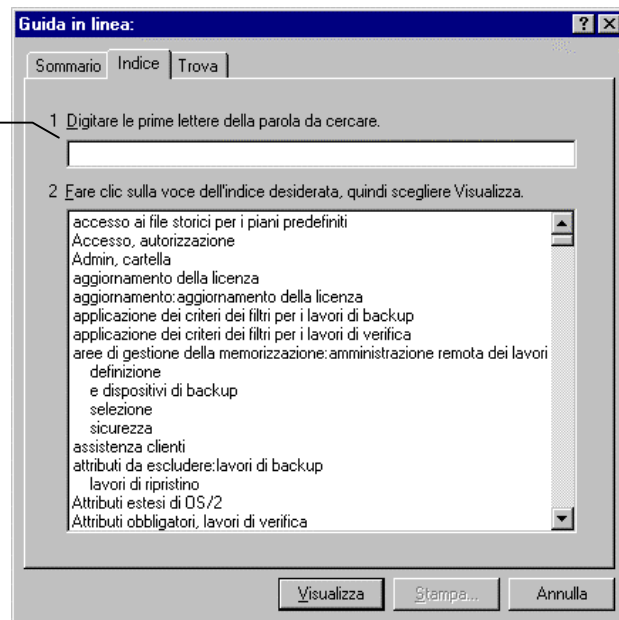 Guida in linea:
Sommario Indice Trova
1 Digitare le prime lettere della parola da cercare.
2 Fare clic sulla voce dell'indice desiderata, quindi scegliere Visualizza.
accesso ai file storici per i piani predefiniti
Accesso, autorizzazione
Admin, cartella
aggiornamento della licenza
aggiornamento:aggiornamento della licenza
applicazione dei criteri dei filtri per i lavori di backup
applicazione dei criteri dei filtri per i lavori di verifica
aree di gestione della memorizzazione:amministrazione remota dei lavori
definizione
e dispositivi di backup
selezione
sicurezza
assistenza clienti
attributi da escludere:lavori di backup
lavori di ripristino
Attributi estesi di OS/2
Attributi obbligatori, lavori di verifica
Visualizza Stampa... Annulla